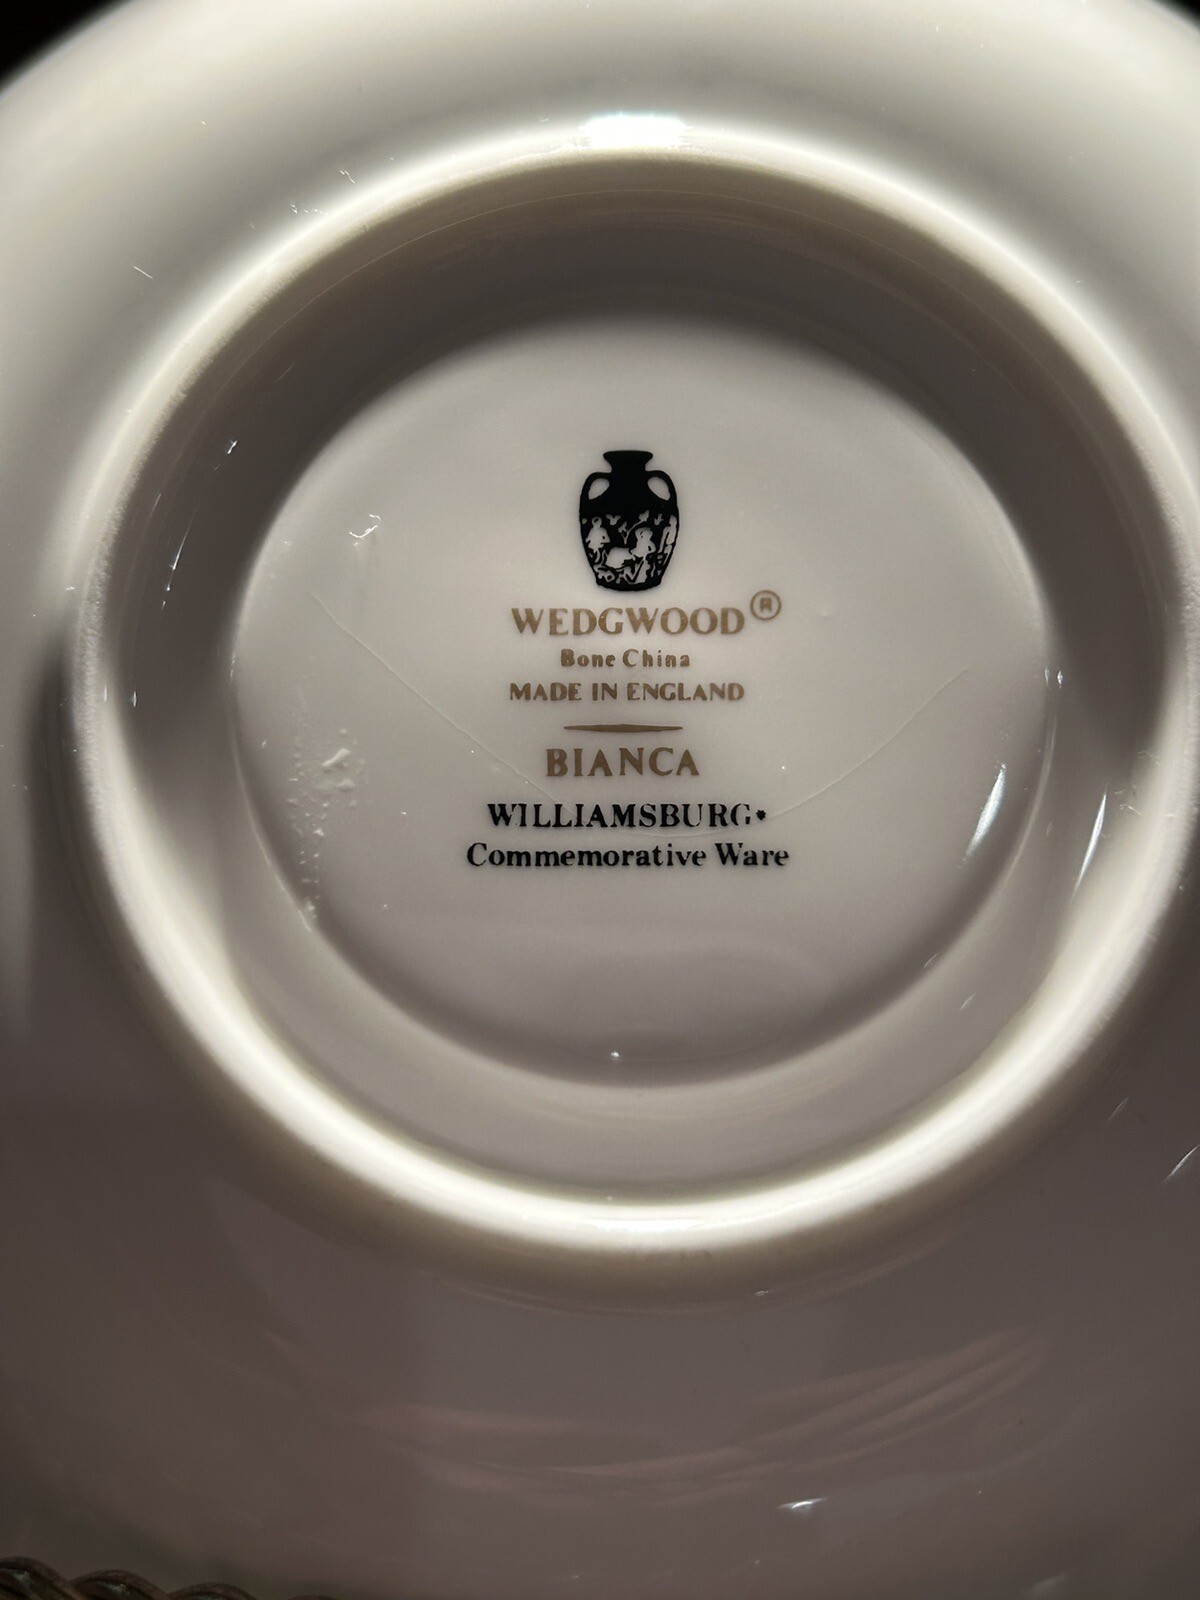 WEDGWOOD®
Bone China
MADE IN ENGLAND
BIANCA
WILLIAMSBURG*
Commemorative Ware